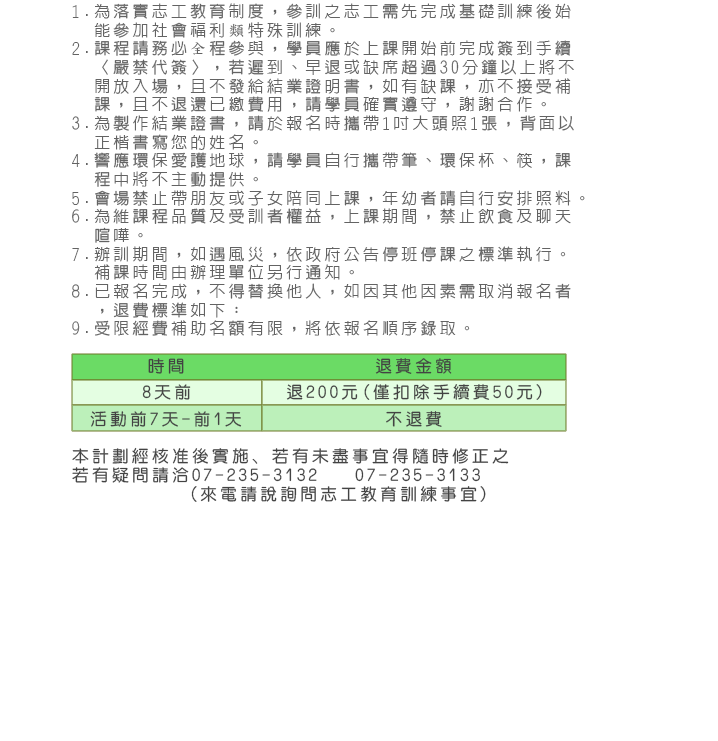 1.為落實志工教育制度，參訓之志工需先完成基礎訓練後始
能參加社會福利類特殊訓練。
2.課程請務必全程參與，學員應於上課開始前完成簽到手續
〈嚴禁代簽〉，若遲到、早退或缺席超過30分鐘以上將不
開放入場，且不發給結業證明書，如有缺課，亦不接受補
課，且不退還已繳費用，請學員確實遵守，謝謝合作。
3.為製作結業證書，請於報名時攜帶1吋大頭照1張，背面以
正楷書寫您的姓名。
4.響應環保愛護地球，請學員自行攜帶筆、環保杯、筷，課
程中將不主動提供。
5.會場禁止帶朋友或子女陪同上課，年幼者請自行安排照料。
6.為維課程品質及受訓者權益，上課期間，禁止飲食及聊天
喧嘩。
7.辦訓期間，如遇風災，依政府公告停班停課之標準執行。
補課時間由辦理單位另行通知。
8.已報名完成，不得替換他人，如因其他因素需取消報名者
，退費標準如下：
9.受限經費補助名額有限，將依報名順序錄取。
時間 退費金額
8天前 退200元(僅扣除手續費50元)
活動前7天-前1天 不退費
本計劃經核准後實施、若有未盡事宜得隨時修正之
若有疑問請洽07-235-3132 07-235-3133
(來電請說詢問志工教育訓練事宜)